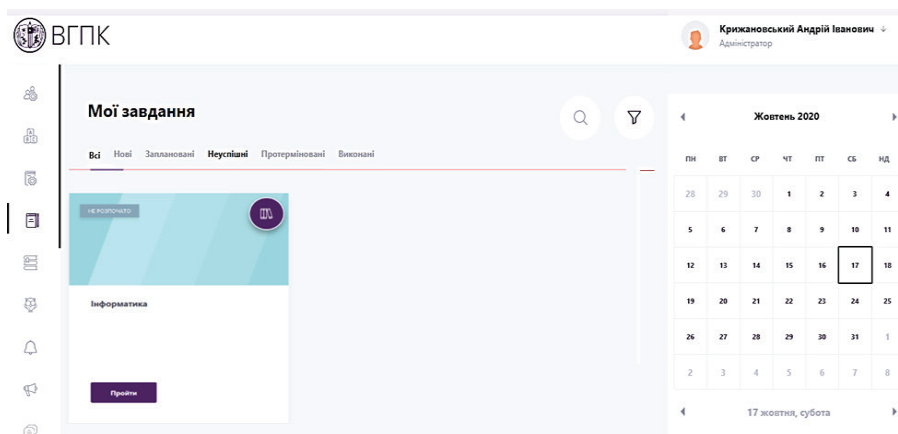 ВГПК
Крижановський Андрій Іванович
Адміністратор
Мої завдання
Всі Нові Заплановані Неуспішні Протерміновані Виконані
НЕ РОЗПОЧАТО
Інформатика
Пройти
Жовтень 2020
ПН ВТ СР ЧТ ПТ СБ НД
28 29 30 1 2 3 4
5 6 7 8 9 10 11
12 13 14 15 16 17 18
19 20 21 22 23 24 25
26 27 28 29 30 31 1
2 3 4 5 6 7 8
17 жовтня, субота